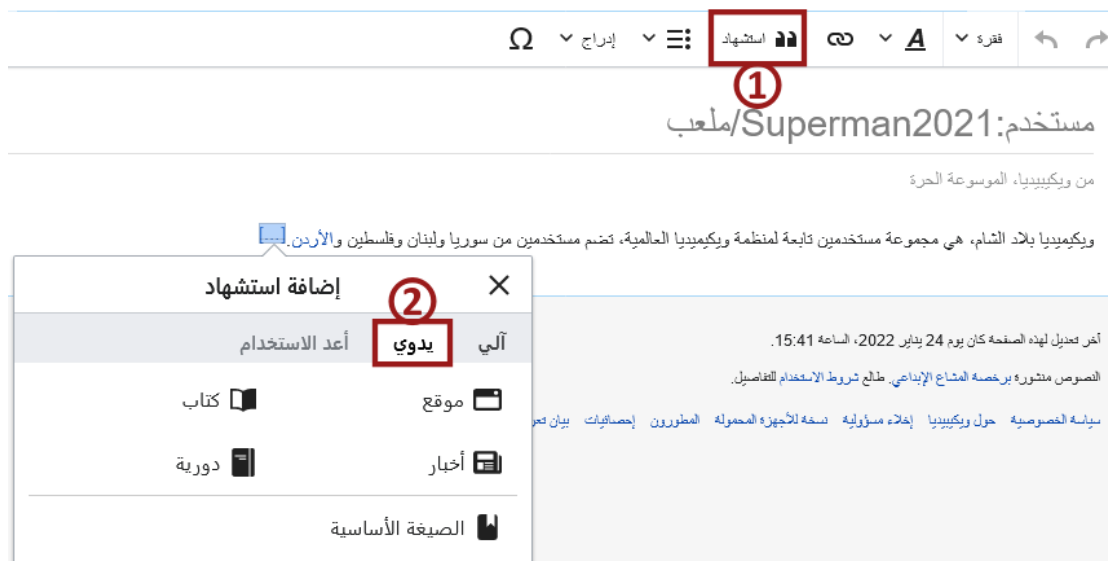 فقرة A استشهاد إدراج Ω
1
مستخدم:Superman2021/ملعب
من ويكيبيديا، الموسوعة الحرة
ويكيميديا بلاد الشام، هي مجموعة مستخدمين تابعة لمنظمة ويكيميديا العالمية، تضم مستخدمين من سوريا ولبنان وفلسطين والأردن.[...]
إضافة استشهاد
2
آلي يدوي أعد الاستخدام
موقع كتاب
أخبار دورية
الصيغة الأساسية
آخر تعديل لهذه الصفحة كان يوم 24 يناير 2022، الساعة 15:41.
النصوص منشورة برخصة المشاع الإبداعي. طالع شروط الاستخدام للتفاصيل.
سياسة الخصوصية حول ويكيبيديا إخلاء مسؤولية نسخة للأجهزة المحمولة المطورون إحصائيات بيان